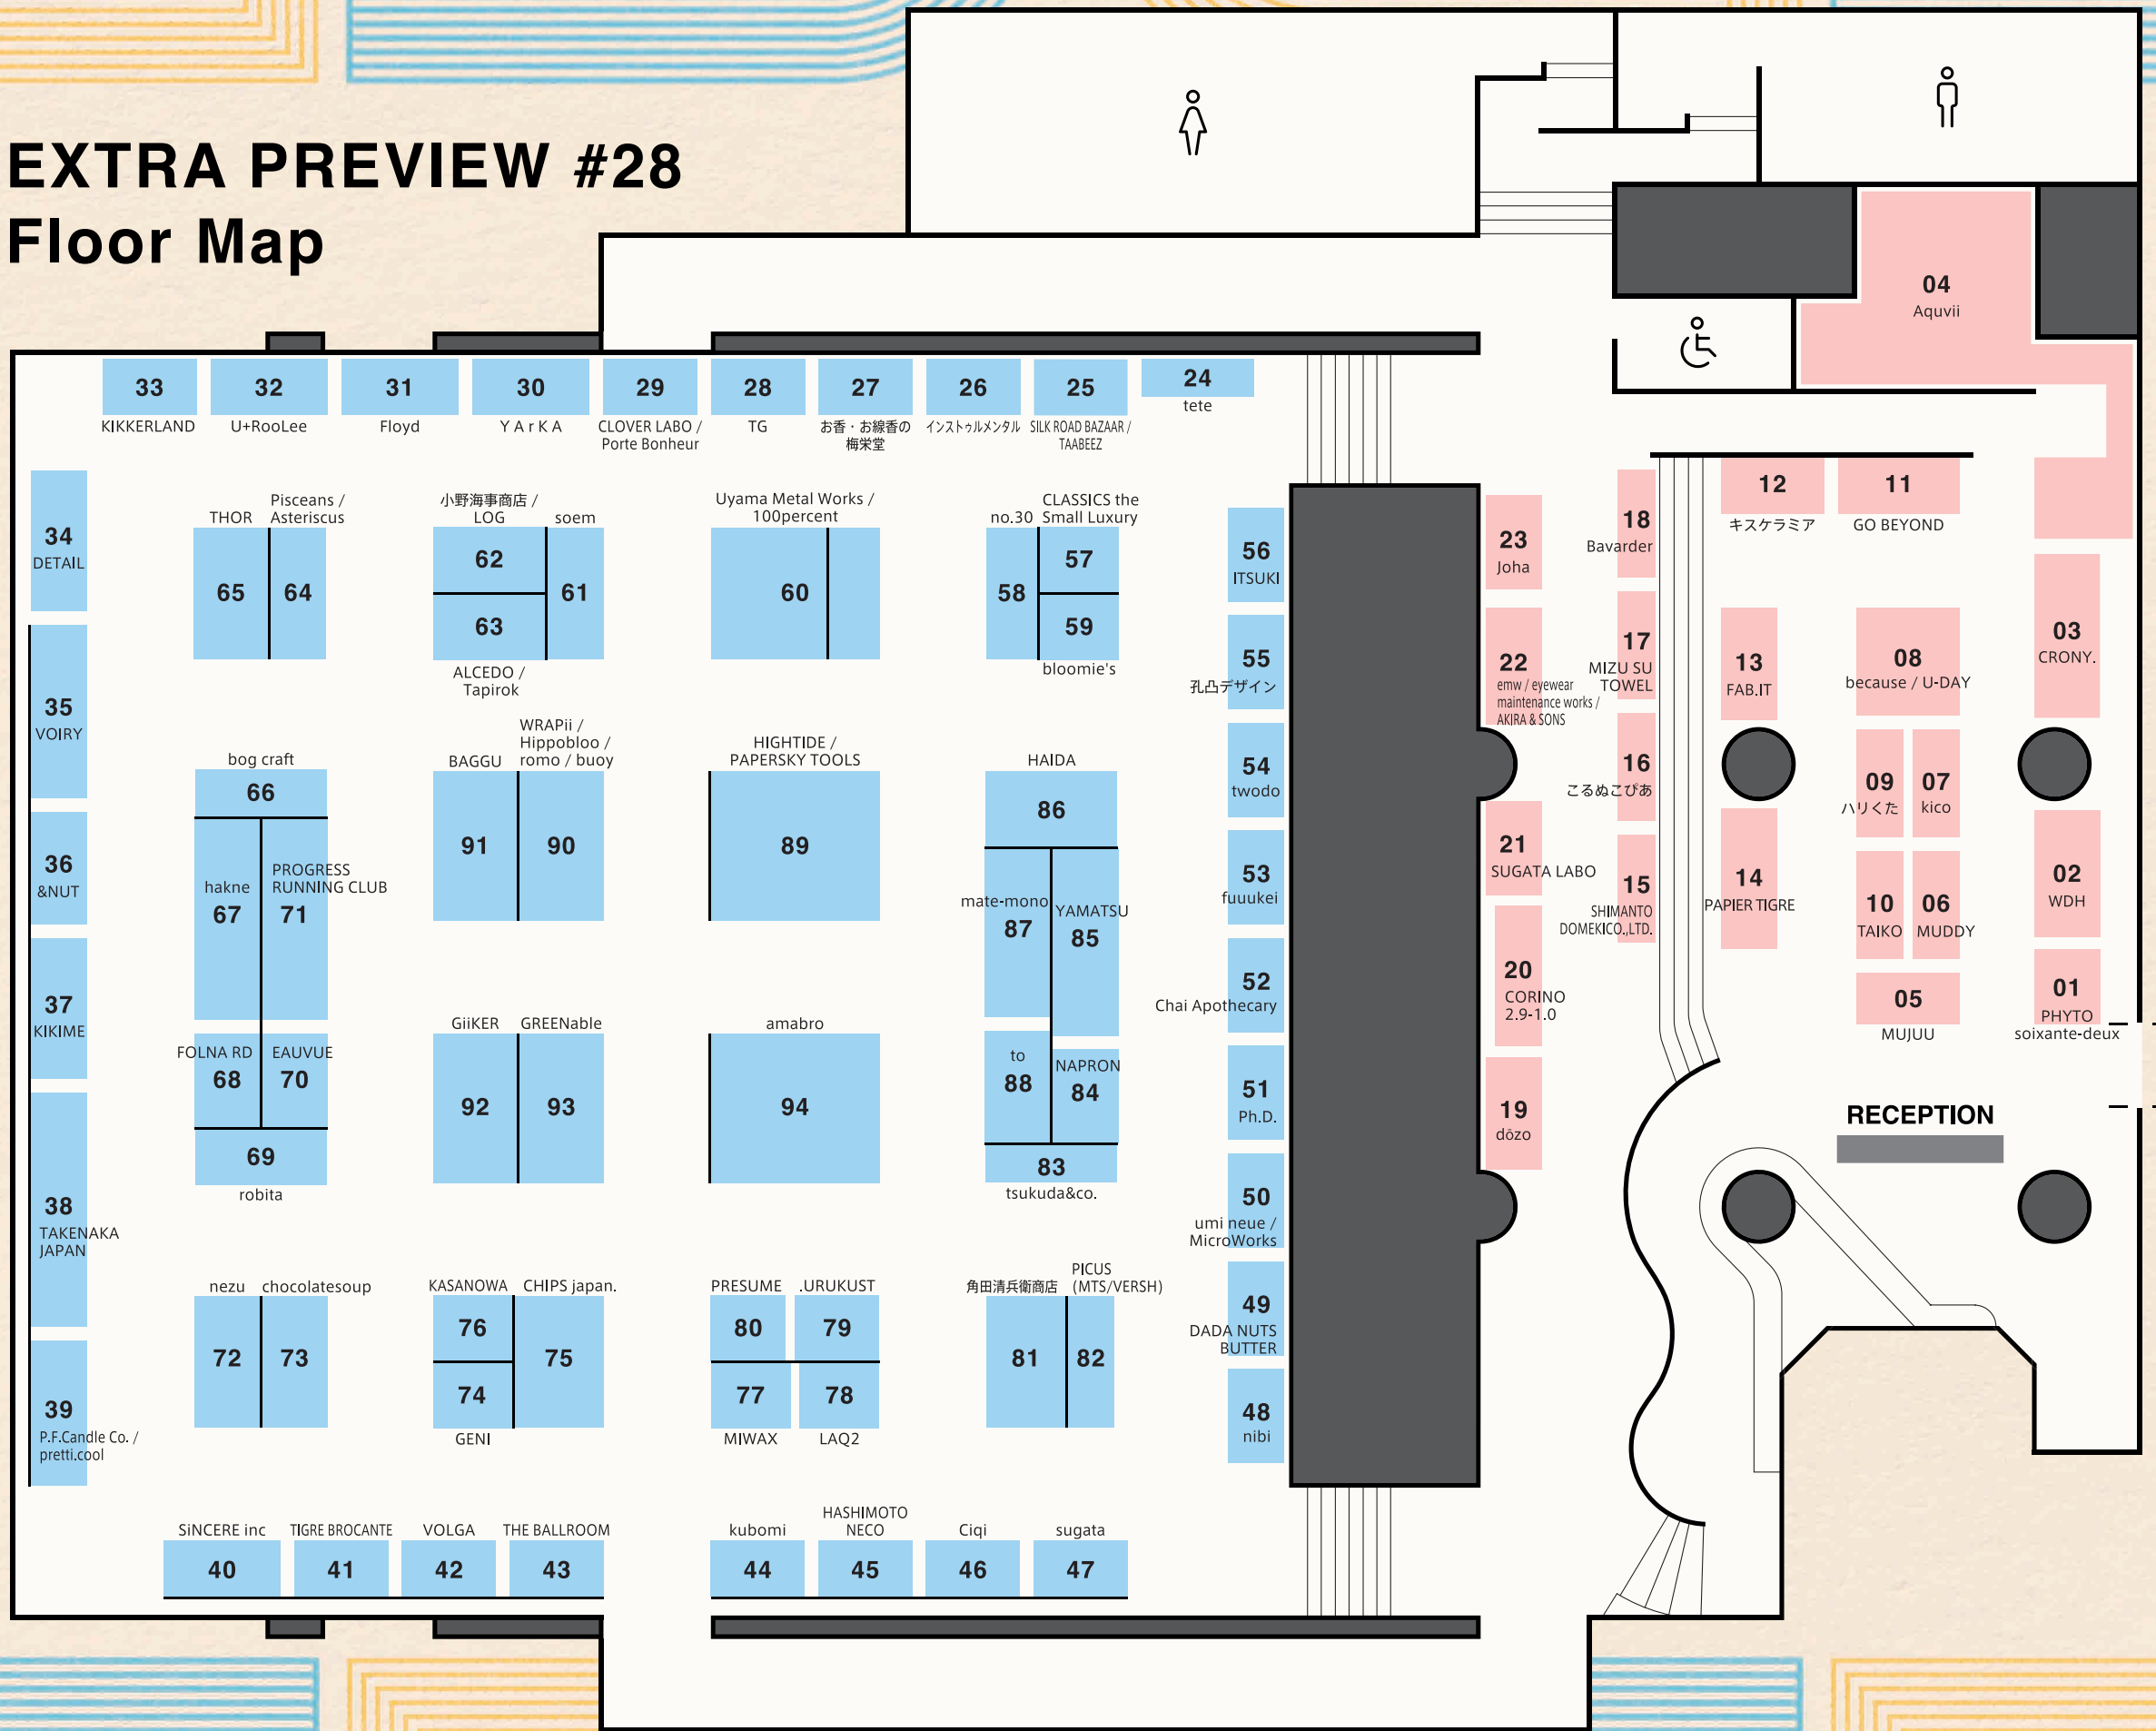 EXTRA PREVIEW #28
Floor Map
04
Aquvii
33
KIKKERLAND
32
U+RooLee
31
Floyd
30
Y A r K A
29
CLOVER LABO /
Porte Bonheur
28
TG
27
お香・お線香の
梅栄堂
26
インストゥルメンタル
25
SILK ROAD BAZAAR /
TAABEEZ
24
tete
34
DETAIL
35
VOIRY
36
&NUT
37
KIKIME
38
TAKENAKA
JAPAN
39
P.F.Candle Co. /
pretti.cool
THOR
65
Pisceans /
Asteriscus
64
小野海事商店 /
LOG
62
soem
61
63
ALCEDO /
Tapirok
Uyama Metal Works /
100percent
60
no.30
58
CLASSICS the
Small Luxury
57
59
bloomie's
bog craft
66
hakne
67
PROGRESS
RUNNING CLUB
71
FOLNA RD
68
EAUVUE
70
69
robita
BAGGU
91
WRAPii /
Hippobloo /
romo / buoy
90
HIGHTIDE /
PAPERSKY TOOLS
89
HAIDA
86
mate-mono
87
YAMATSU
85
to
88
NAPRON
84
83
tsukuda&co.
GiiKER
92
GREENable
93
amabro
94
nezu
72
chocolatesoup
73
KASANOWA
76
CHIPS japan.
75
74
GENI
PRESUME
80
.URUKUST
79
77
MIWAX
78
LAQ2
角田清兵衛商店
81
PICUS
(MTS/VERSH)
82
SiNCERE inc
40
TIGRE BROCANTE
41
VOLGA
42
THE BALLROOM
43
kubomi
44
HASHIMOTO
NECO
45
Ciqi
46
sugata
47
56
ITSUKI
55
孔凸デザイン
54
twodo
53
fuuukei
52
Chai Apothecary
51
Ph.D.
50
umi neue /
MicroWorks
49
DADA NUTS
BUTTER
48
nibi
23
Joha
22
emw / eyewear
maintenance works /
AKIRA & SONS
21
SUGATA LABO
20
CORINO
2.9-1.0
19
dōzo
18
Bavarder
17
MIZU SU
TOWEL
16
こるぬこぴあ
15
SHIMANTO
DOMEKICO.,LTD.
12
キスケラミア
11
GO BEYOND
13
FAB.IT
14
PAPIER TIGRE
08
because / U-DAY
09
ハリくた
07
kico
10
TAIKO
06
MUDDY
05
MUJUU
03
CRONY.
02
WDH
01
PHYTO
soixante-deux
RECEPTION